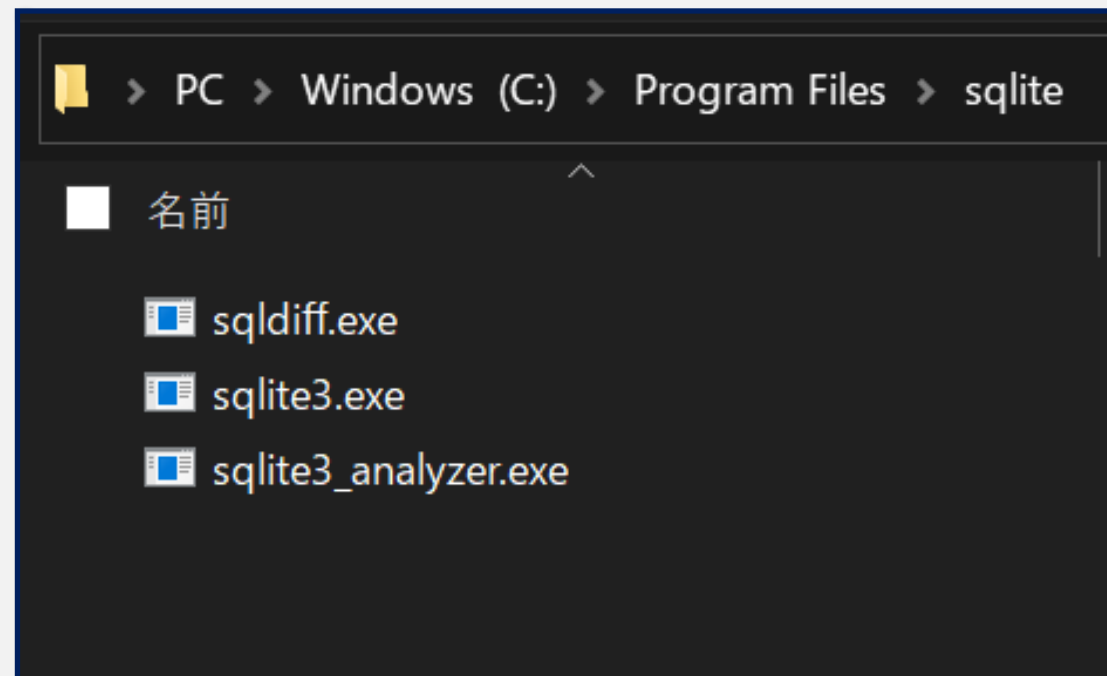 PC > Windows (C:) > Program Files > sqlite
名前
sqldiff.exe
sqlite3.exe
sqlite3_analyzer.exe